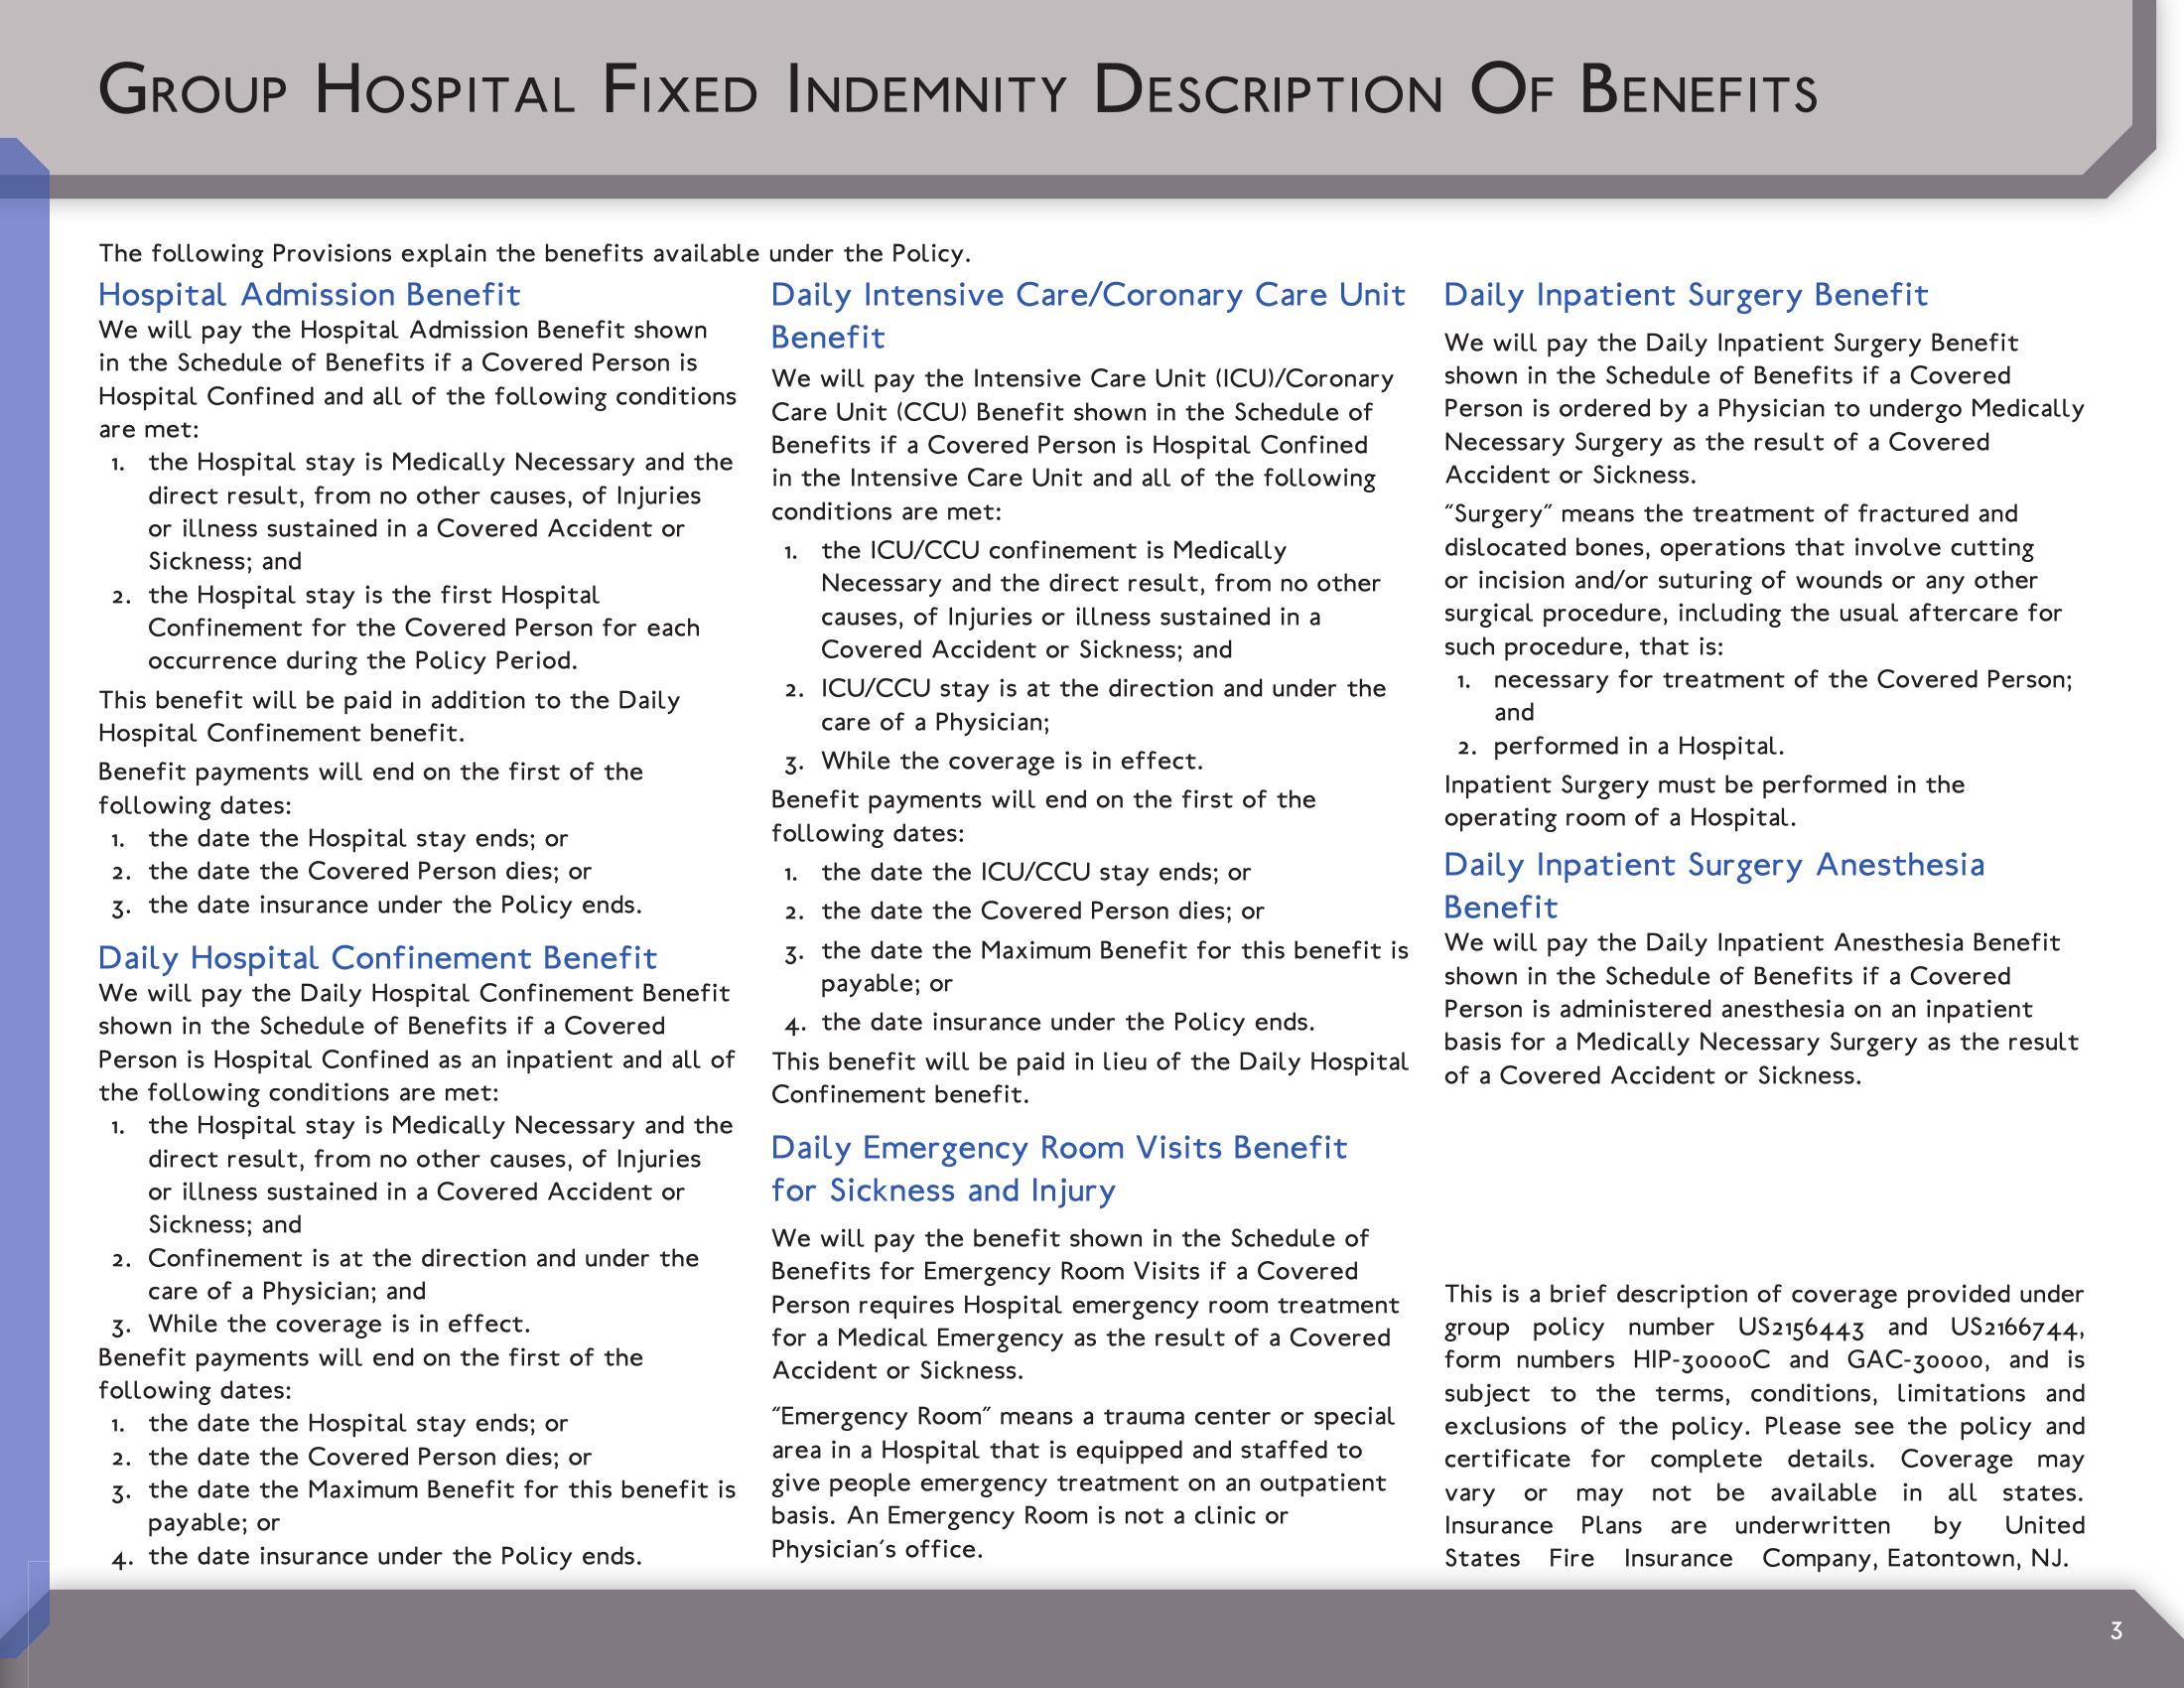 Group Hospital Fixed Indemnity Description Of Benefits
The following Provisions explain the benefits available under the Policy.
Hospital Admission Benefit
We will pay the Hospital Admission Benefit shown
in the Schedule of Benefits if a Covered Person is
Hospital Confined and all of the following conditions
are met:
1. the Hospital stay is Medically Necessary and the
direct result, from no other causes, of Injuries
or illness sustained in a Covered Accident or
Sickness; and
2. the Hospital stay is the first Hospital
Confinement for the Covered Person for each
occurrence during the Policy Period.
This benefit will be paid in addition to the Daily
Hospital Confinement benefit.
Benefit payments will end on the first of the
following dates:
1. the date the Hospital stay ends; or
2. the date the Covered Person dies; or
3. the date insurance under the Policy ends.
Daily Hospital Confinement Benefit
We will pay the Daily Hospital Confinement Benefit
shown in the Schedule of Benefits if a Covered
Person is Hospital Confined as an inpatient and all of
the following conditions are met:
1. the Hospital stay is Medically Necessary and the
direct result, from no other causes, of Injuries
or illness sustained in a Covered Accident or
Sickness; and
2. Confinement is at the direction and under the
care of a Physician; and
3. While the coverage is in effect.
Benefit payments will end on the first of the
following dates:
1. the date the Hospital stay ends; or
2. the date the Covered Person dies; or
3. the date the Maximum Benefit for this benefit is
payable; or
4. the date insurance under the Policy ends.
Daily Intensive Care/Coronary Care Unit
Benefit
We will pay the Intensive Care Unit (ICU)/Coronary
Care Unit (CCU) Benefit shown in the Schedule of
Benefits if a Covered Person is Hospital Confined
in the Intensive Care Unit and all of the following
conditions are met:
1. the ICU/CCU confinement is Medically
Necessary and the direct result, from no other
causes, of Injuries or illness sustained in a
Covered Accident or Sickness; and
2. ICU/CCU stay is at the direction and under the
care of a Physician;
3. While the coverage is in effect.
Benefit payments will end on the first of the
following dates:
1. the date the ICU/CCU stay ends; or
2. the date the Covered Person dies; or
3. the date the Maximum Benefit for this benefit is
payable; or
4. the date insurance under the Policy ends.
This benefit will be paid in lieu of the Daily Hospital
Confinement benefit.
Daily Emergency Room Visits Benefit
for Sickness and Injury
We will pay the benefit shown in the Schedule of
Benefits for Emergency Room Visits if a Covered
Person requires Hospital emergency room treatment
for a Medical Emergency as the result of a Covered
Accident or Sickness.
"Emergency Room" means a trauma center or special
area in a Hospital that is equipped and staffed to
give people emergency treatment on an outpatient
basis. An Emergency Room is not a clinic or
Physician's office.
Daily Inpatient Surgery Benefit
We will pay the Daily Inpatient Surgery Benefit
shown in the Schedule of Benefits if a Covered
Person is ordered by a Physician to undergo Medically
Necessary Surgery as the result of a Covered
Accident or Sickness.
"Surgery" means the treatment of fractured and
dislocated bones, operations that involve cutting
or incision and/or suturing of wounds or any other
surgical procedure, including the usual aftercare for
such procedure, that is:
1. necessary for treatment of the Covered Person;
and
2. performed in a Hospital.
Inpatient Surgery must be performed in the
operating room of a Hospital.
Daily Inpatient Surgery Anesthesia
Benefit
We will pay the Daily Inpatient Anesthesia Benefit
shown in the Schedule of Benefits if a Covered
Person is administered anesthesia on an inpatient
basis for a Medically Necessary Surgery as the result
of a Covered Accident or Sickness.
This is a brief description of coverage provided under
group policy number US2156443 and US2166744,
form numbers HIP-30000C and GAC-30000, and is
subject to the terms, conditions, limitations and
exclusions of the policy. Please see the policy and
certificate for complete details. Coverage may
vary or may not be available in all states.
Insurance Plans are underwritten by United
States Fire Insurance Company, Eatontown, NJ.
3